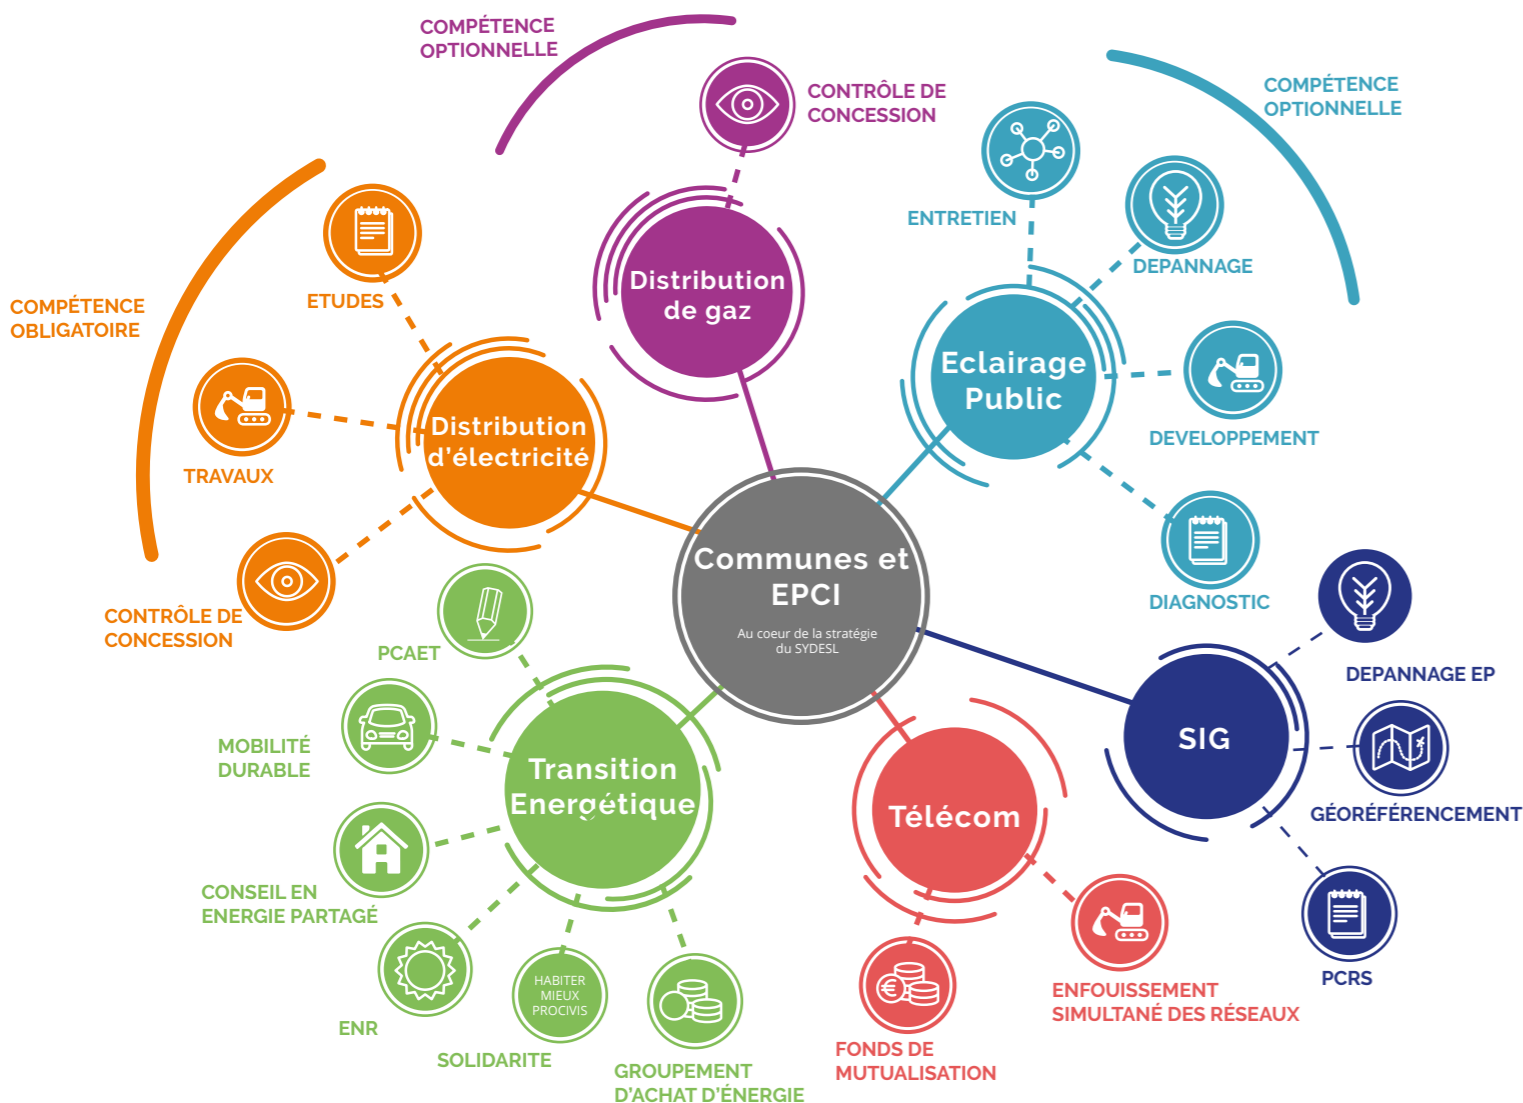 COMPÉTENCE
OPTIONNELLE
CONTRÔLE DE
CONCESSION
Distribution
de gaz
COMPÉTENCE
OPTIONNELLE
ENTRETIEN
DEPANNAGE
Eclairage
Public
DEVELOPPEMENT
DIAGNOSTIC
COMPÉTENCE
OBLIGATOIRE
ETUDES
TRAVAUX
Distribution
d'électricité
CONTRÔLE DE
CONCESSION
Communes et
EPCI
Au coeur de la stratégie
du SYDESL
PCAET
MOBILITÉ
DURABLE
Transition
Energétique
CONSEIL EN
ENERGIE PARTAGÉ
ENR
HABITER
MIEUX
PROCIVIS
SOLIDARITE
GROUPEMENT
D'ACHAT D'ÉNERGIE
Télécom
€
FONDS DE
MUTUALISATION
ENFOUISSEMENT
SIMULTANÉ DES RÉSEAUX
SIG
DEPANNAGE EP
GÉORÉFÉRENCEMENT
PCRS